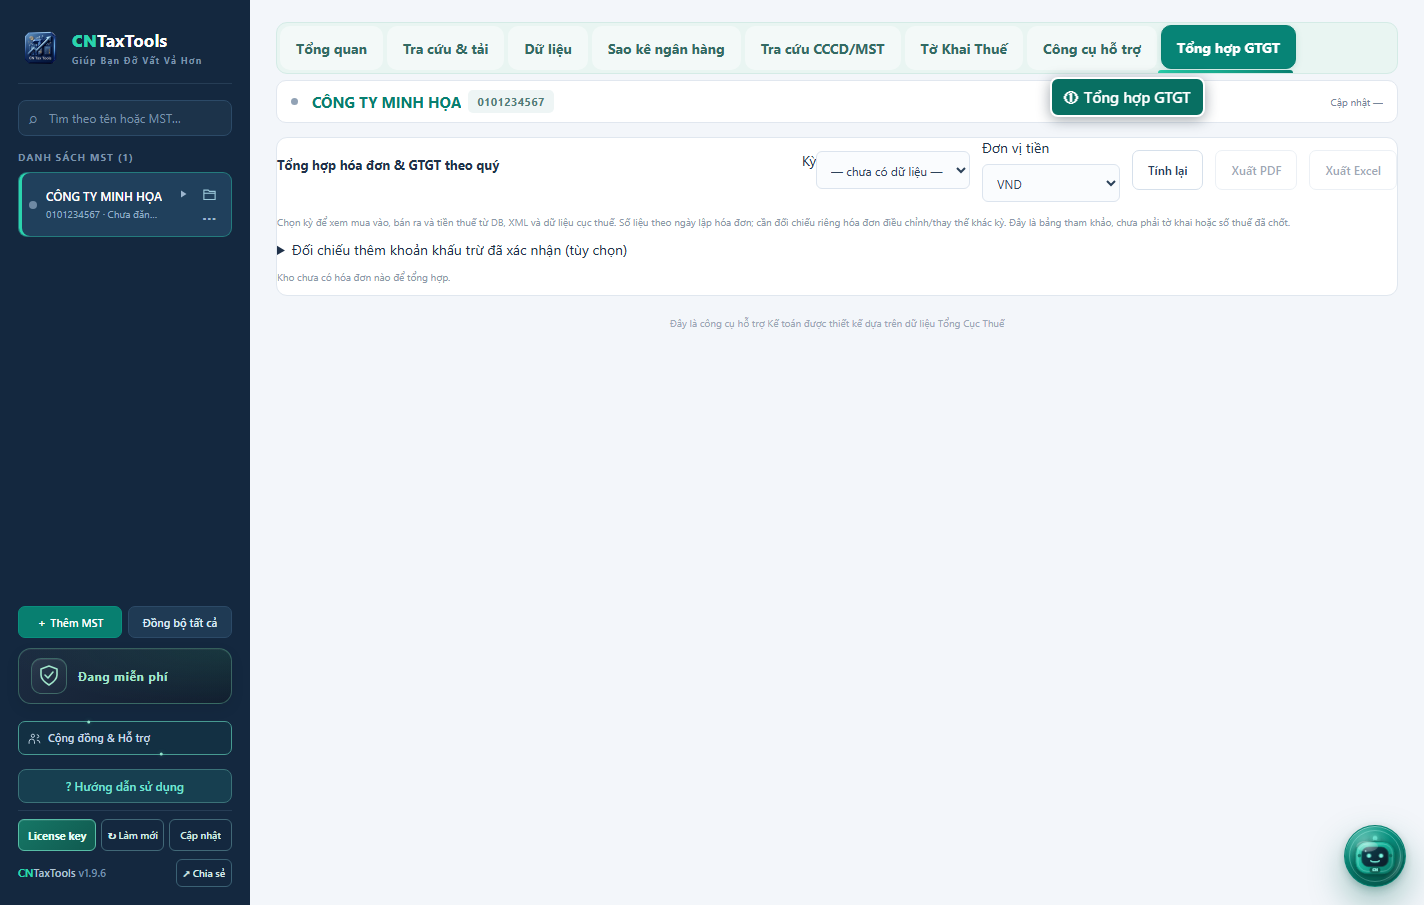 CNTaxTools
Giúp Bạn Đỡ Vất Vả Hơn
Tìm theo tên hoặc MST...
DANH SÁCH MST (1)
CÔNG TY MINH HỌA
0101234567 · Chưa đăn...
+ Thêm MST
Đồng bộ tất cả
Đang miễn phí
Cộng đồng & Hỗ trợ
? Hướng dẫn sử dụng
License key
↻ Làm mới
Cập nhật
CNTaxTools v1.9.6
↗ Chia sẻ
Tổng quan
Tra cứu & tải
Dữ liệu
Sao kê ngân hàng
Tra cứu CCCD/MST
Tờ Khai Thuế
Công cụ hỗ trợ
Tổng hợp GTGT
CÔNG TY MINH HỌA
0101234567
① Tổng hợp GTGT
Cập nhật —
Tổng hợp hóa đơn & GTGT theo quý
Kỳ
— chưa có dữ liệu —
Đơn vị tiền
VND
Tính lại
Xuất PDF
Xuất Excel
Chọn kỳ để xem mua vào, bán ra và tiền thuế từ DB, XML và dữ liệu cục thuế. Số liệu theo ngày lập hóa đơn; cần đối chiếu riêng hóa đơn điều chỉnh/thay thế khác kỳ. Đây là bảng tham khảo, chưa phải tờ khai hoặc số thuế đã chốt.
▶ Đối chiếu thêm khoản khấu trừ đã xác nhận (tùy chọn)
Kho chưa có hóa đơn nào để tổng hợp.
Đây là công cụ hỗ trợ Kế toán được thiết kế dựa trên dữ liệu Tổng Cục Thuế